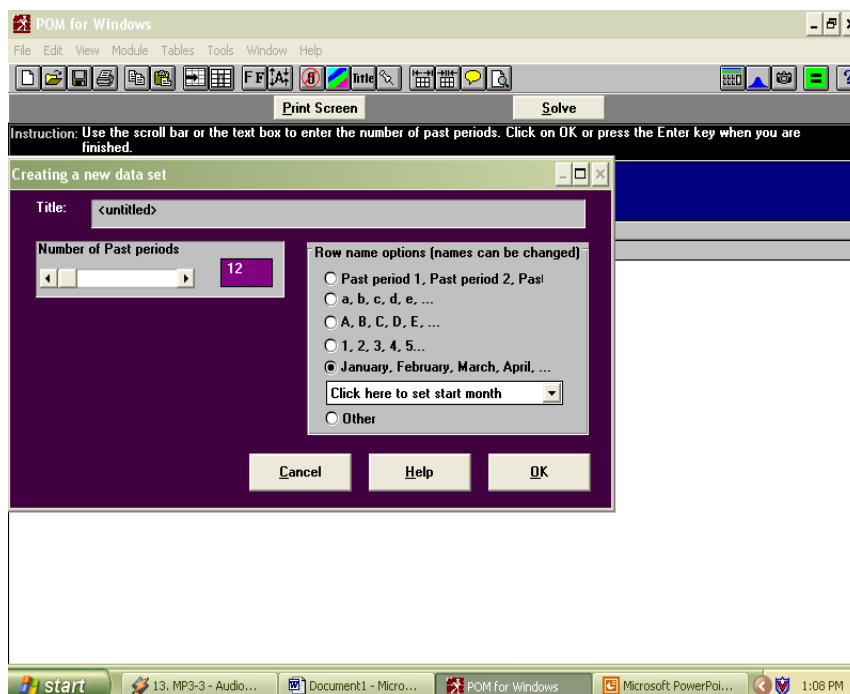 POM for Windows
File Edit View Module Tables Tools Window Help
Title
Print Screen Solve
Instruction: Use the scroll bar or the text box to enter the number of past periods. Click on OK or press the Enter key when you are
finished.
Creating a new data set
Title: <untitled>
Number of Past periods
12
Row name options (names can be changed)
Past period 1, Past period 2, Pas
a, b, c, d, e, ...
A, B, C, D, E, ...
1, 2, 3, 4, 5...
January, February, March, April, ...
Click here to set start month
Other
Cancel Help OK
start 13. MP3-3 - Audio... Document1 - Micro... POM for Windows Microsoft PowerPoi... 1:08 PM